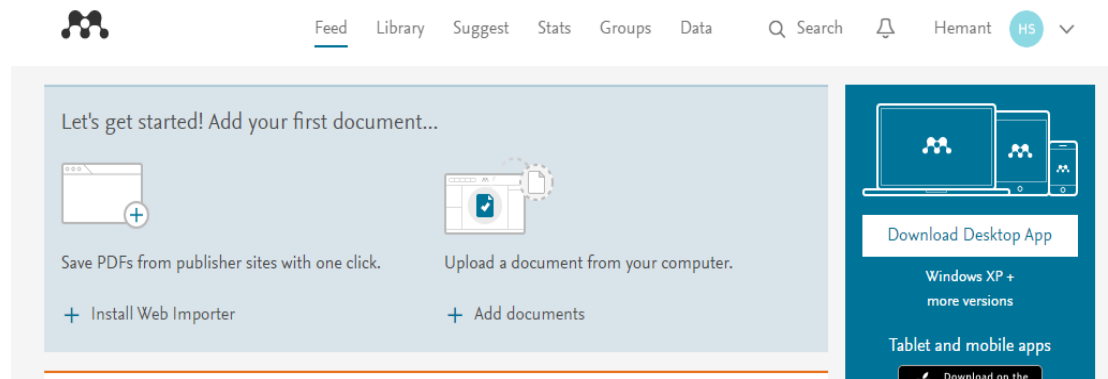 Feed Library Suggest Stats Groups Data Search Hemant HS
Let's get started! Add your first document...
Save PDFs from publisher sites with one click.
+ Install Web Importer
Upload a document from your computer.
+ Add documents
Download Desktop App
Windows XP +
more versions
Tablet and mobile apps
Download on the